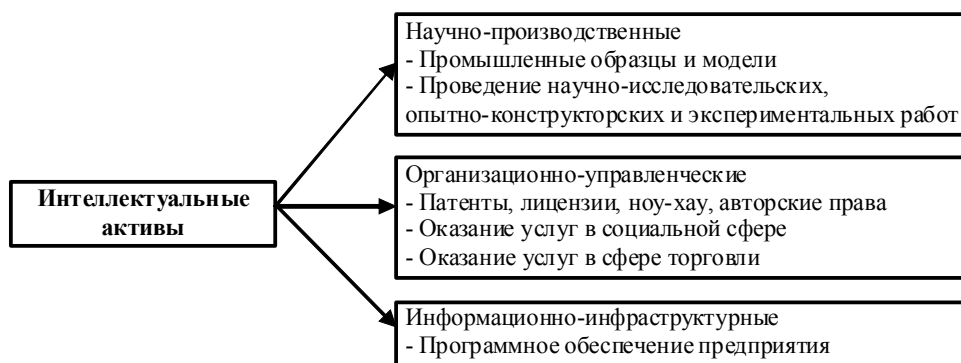 Интеллектуальные
активы
Научно-производственные
- Промышленные образцы и модели
- Проведение научно-исследовательских,
опытно-конструкторских и экспериментальных работ
Организационно-управленческие
- Патенты, лицензии, ноу-хау, авторские права
- Оказание услуг в социальной сфере
- Оказание услуг в сфере торговли
Информационно-инфраструктурные
- Программное обеспечение предприятия